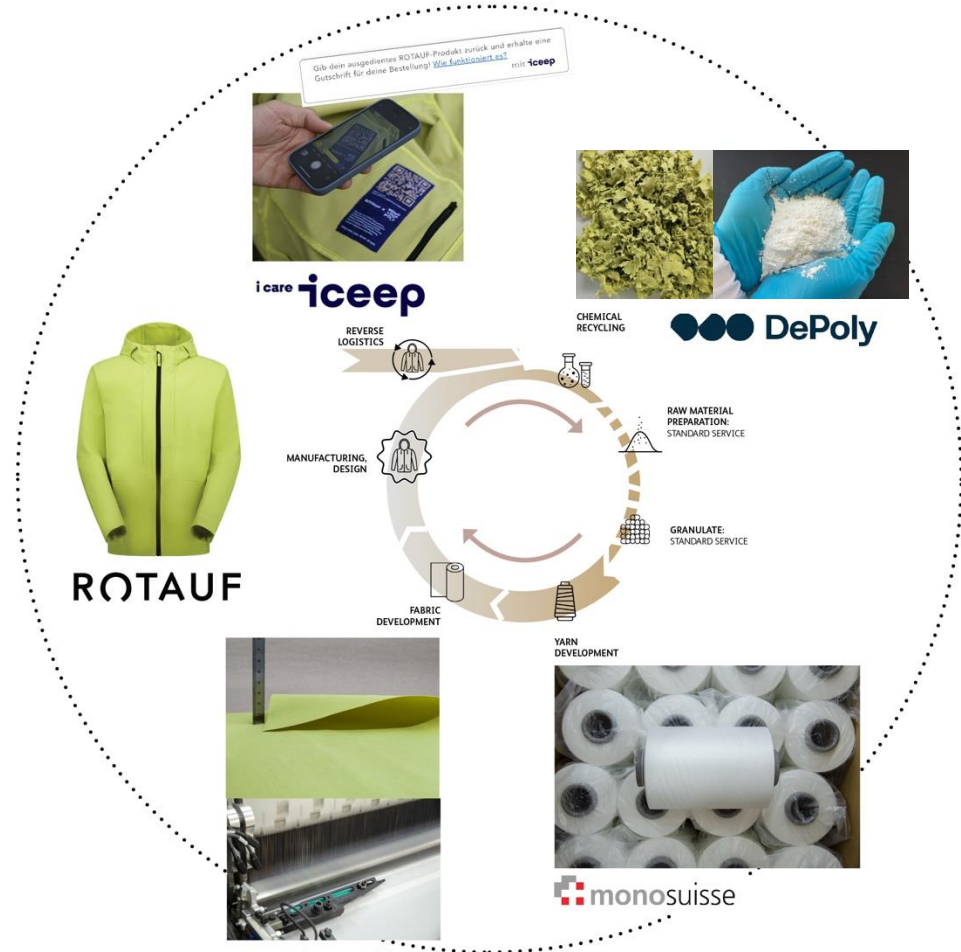 Gib dein ausgedientes ROTAUF-Produkt zurück und erhalte eine
Gutschrift für deine Bestellung! Wie funktioniert es?
mit iceep
i care iceep
CHEMICAL
RECYCLING
DePoly
REVERSE
LOGISTICS
RAW MATERIAL
PREPARATION:
STANDARD SERVICE
MANUFACTURING,
DESIGN
GRANULATE:
STANDARD SERVICE
ROTAUF
FABRIC
DEVELOPMENT
YARN
DEVELOPMENT
monosuisse